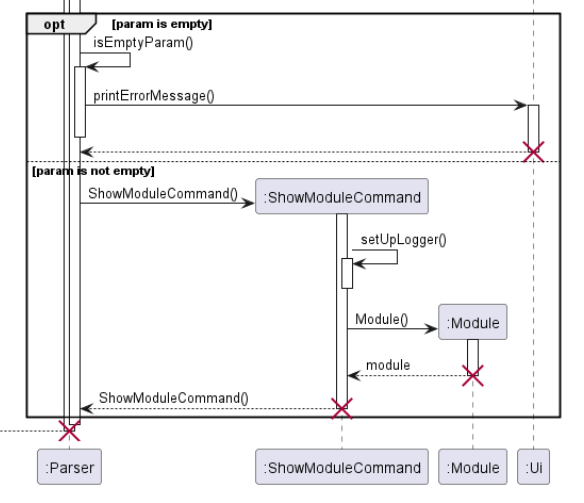 opt [param is empty]
isEmptyParam()
printErrorMessage()
[param is not empty]
ShowModuleCommand()
:ShowModuleCommand
setUpLogger()
Module()
:Module
module
ShowModuleCommand()
:Parser :ShowModuleCommand :Module :Ui